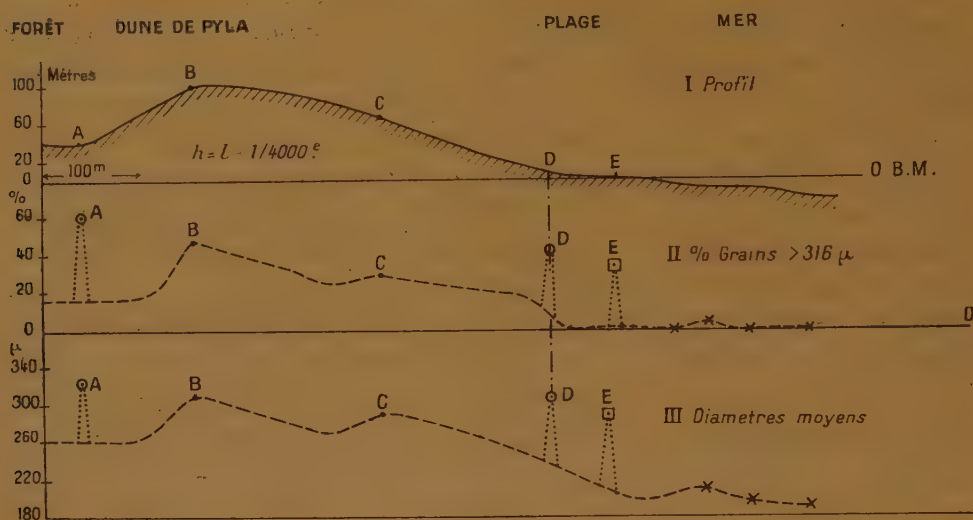 FORÊT DUNE DE PYLA PLAGE MER
Mètres
100
60
20
0
A
B
C
D
E
I Profil
h = l - 1/4000.e
100m
0 B.M.
%
60
40
20
0
A
B
C
D
E
II % Grains >316 µ
0
µ
340
300
260
220
180
A
B
C
D
E
III Diametres moyens